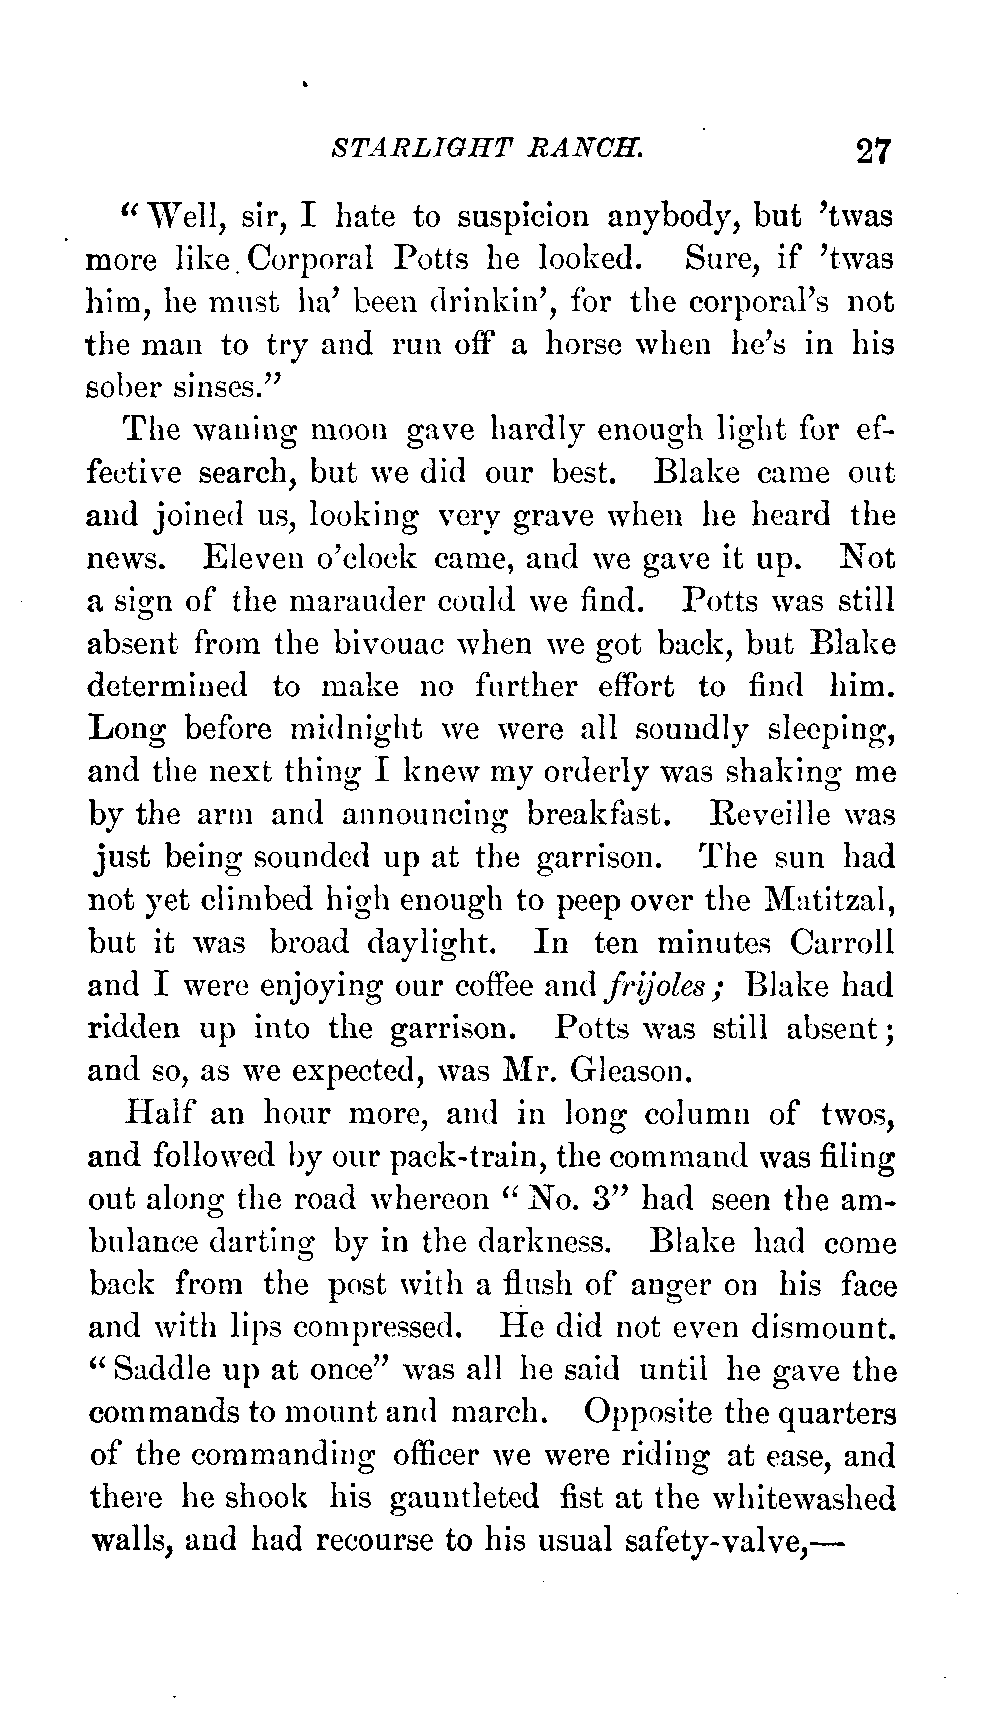 STARLIGHT RANCH. 27
“Well, sir, I hate to suspicion anybody, but ’twas
more like Corporal Potts he looked. Sure, if ’twas
him, he must ha’ been drinkin’, for the corporal’s not
the man to try and run off a horse when he’s in his
sober sinses.”
The waning moon gave hardly enough light for ef-
fective search, but we did our best. Blake came out
and joined us, looking very grave when he heard the
news. Eleven o’clock came, and we gave it up. Not
a sign of the marauder could we find. Potts was still
absent from the bivouac when we got back, but Blake
determined to make no further effort to find him.
Long before midnight we were all soundly sleeping,
and the next thing I knew my orderly was shaking me
by the arm and announcing breakfast. Reveille was
just being sounded up at the garrison. The sun had
not yet climbed high enough to peep over the Matitzal,
but it was broad daylight. In ten minutes Carroll
and I were enjoying our coffee and frijoles; Blake had
ridden up into the garrison. Potts was still absent;
and so, as we expected, was Mr. Gleason.
Half an hour more, and in long column of twos,
and followed by our pack-train, the command was filing
out along the road whereon “No. 3” had seen the am-
bulance darting by in the darkness. Blake had come
back from the post with a flush of anger on his face
and with lips compressed. He did not even dismount.
“Saddle up at once” was all he said until he gave the
commands to mount and march. Opposite the quarters
of the commanding officer we were riding at ease, and
there he shook his gauntleted fist at the whitewashed
walls, and had recourse to his usual safety-valve,—